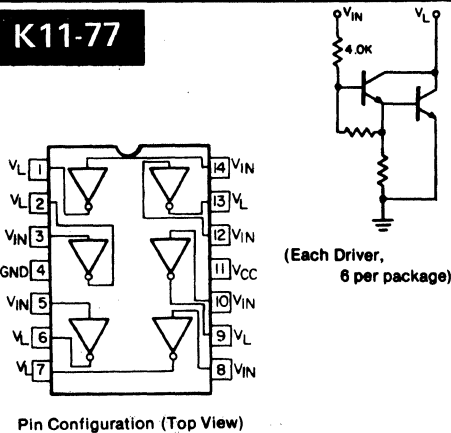 K11-77
VIN
VL
4.0K
VL 1
14 VIN
VL 2
13 VL
VIN 3
12 VIN
GND 4
11 VCC
VIN 5
10 VIN
VL 6
9 VL
VL 7
8 VIN
(Each Driver,
6 per package)
Pin Configuration (Top View)